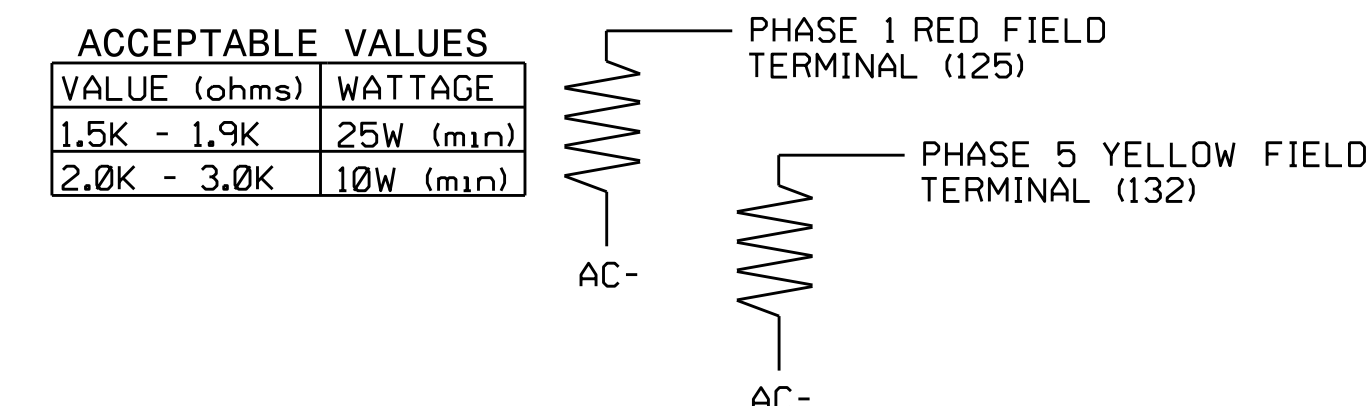 ACCEPTABLE VALUES
VALUE (ohms) WATTAGE
1.5K - 1.9K 25W (min)
2.0K - 3.0K 10W (min)
PHASE 1 RED FIELD
TERMINAL (125)
AC-
PHASE 5 YELLOW FIELD
TERMINAL (132)
AC-